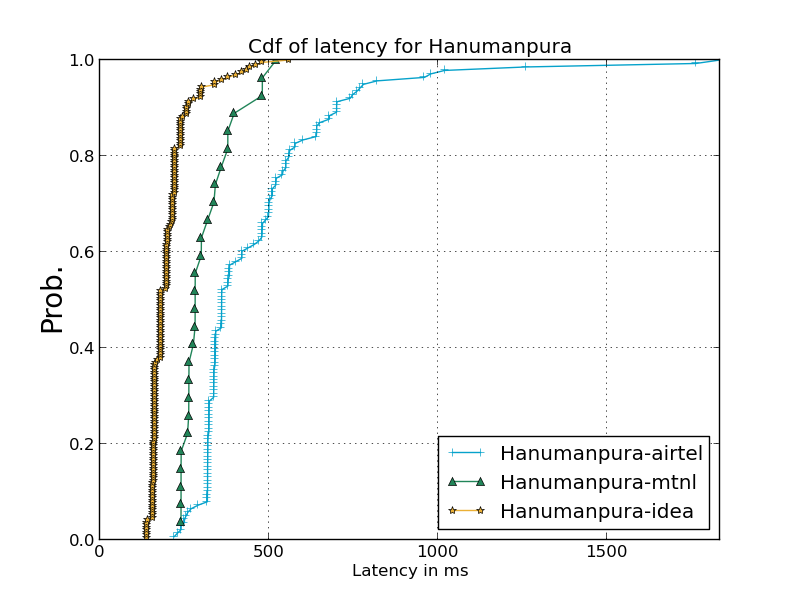 Cdf of latency for Hanumanpura
1.0
0.8
0.6
0.4
0.2
0.0
Prob.
0
500
1000
1500
Latency in ms
Hanumanpura-airtel
Hanumanpura-mtnl
Hanumanpura-idea